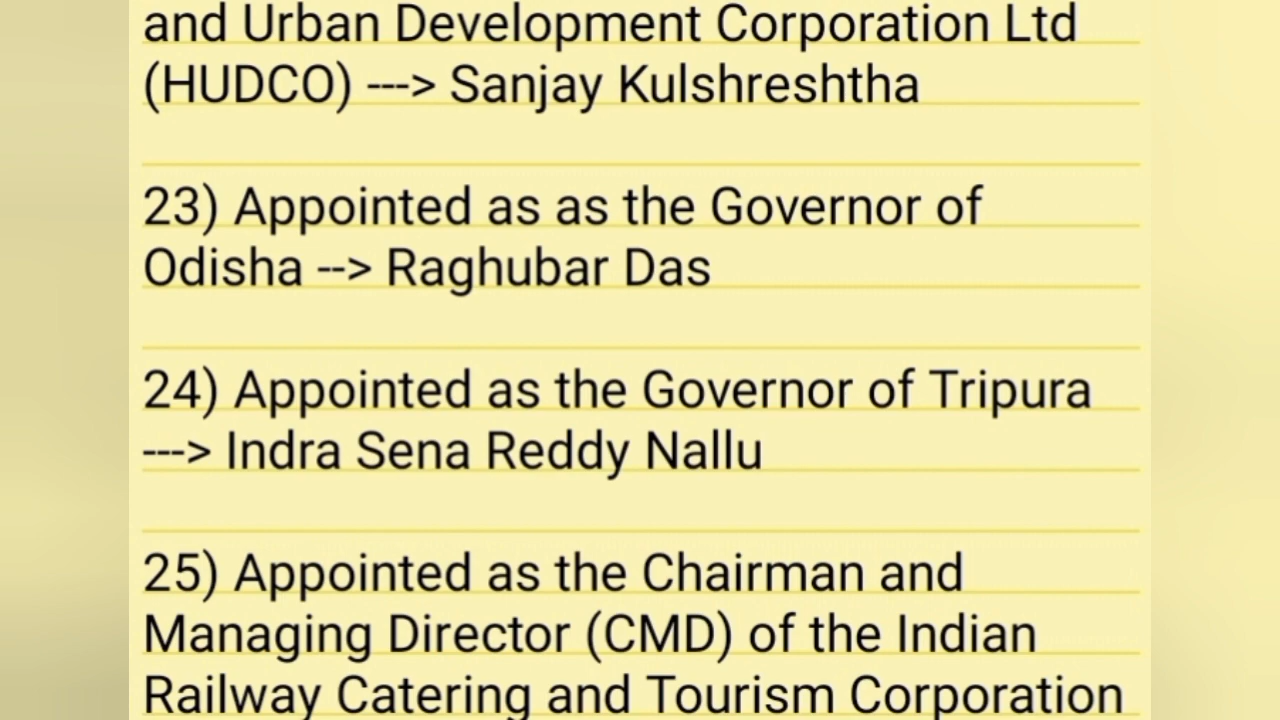 and Urban Development Corporation Ltd
(HUDCO) ---> Sanjay Kulshreshtha
23) Appointed as as the Governor of
Odisha --> Raghubar Das
24) Appointed as the Governor of Tripura
---> Indra Sena Reddy Nallu
25) Appointed as the Chairman and
Managing Director (CMD) of the Indian
Railway Catering and Tourism Corporation